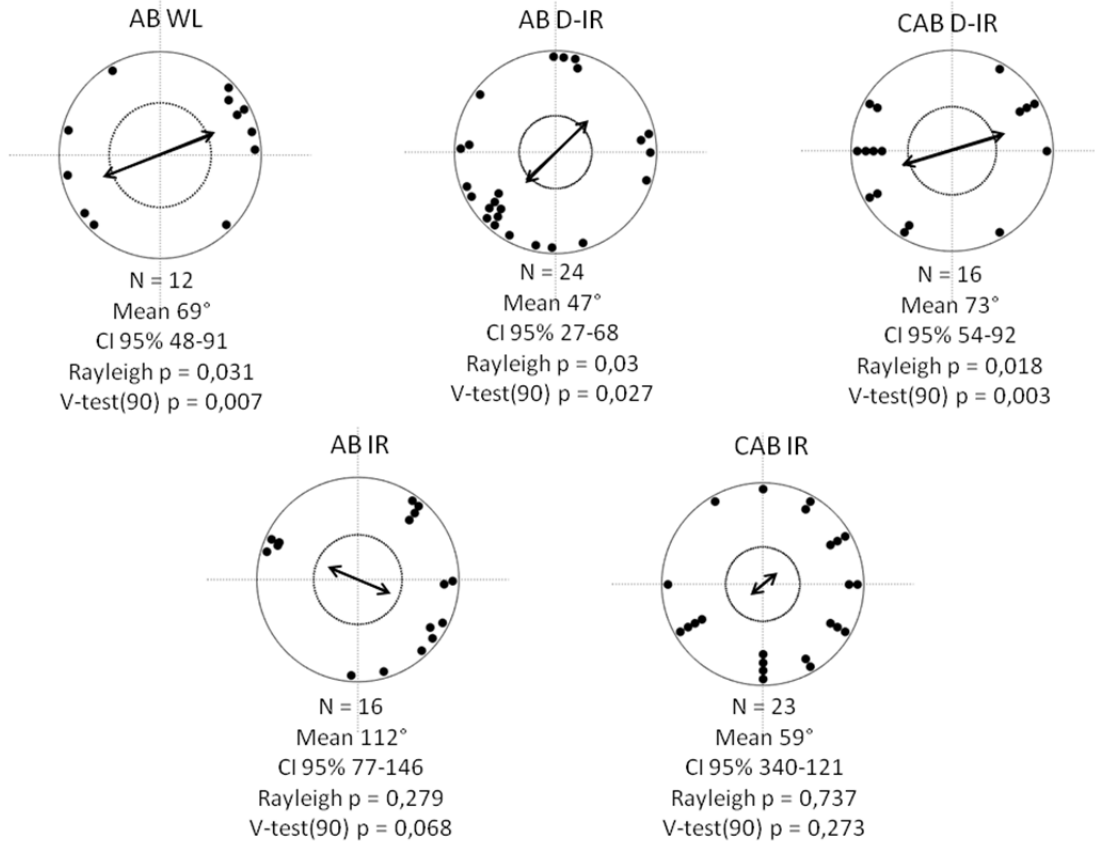 AB WL
N = 12
Mean 69°
CI 95% 48-91
Rayleigh p = 0,031
V-test(90) p = 0,007
AB D-IR
N = 24
Mean 47°
CI 95% 27-68
Rayleigh p = 0,03
V-test(90) p = 0,027
CAB D-IR
N = 16
Mean 73°
CI 95% 54-92
Rayleigh p = 0,018
V-test(90) p = 0,003
AB IR
N = 16
Mean 112°
CI 95% 77-146
Rayleigh p = 0,279
V-test(90) p = 0,068
CAB IR
N = 23
Mean 59°
CI 95% 340-121
Rayleigh p = 0,737
V-test(90) p = 0,273